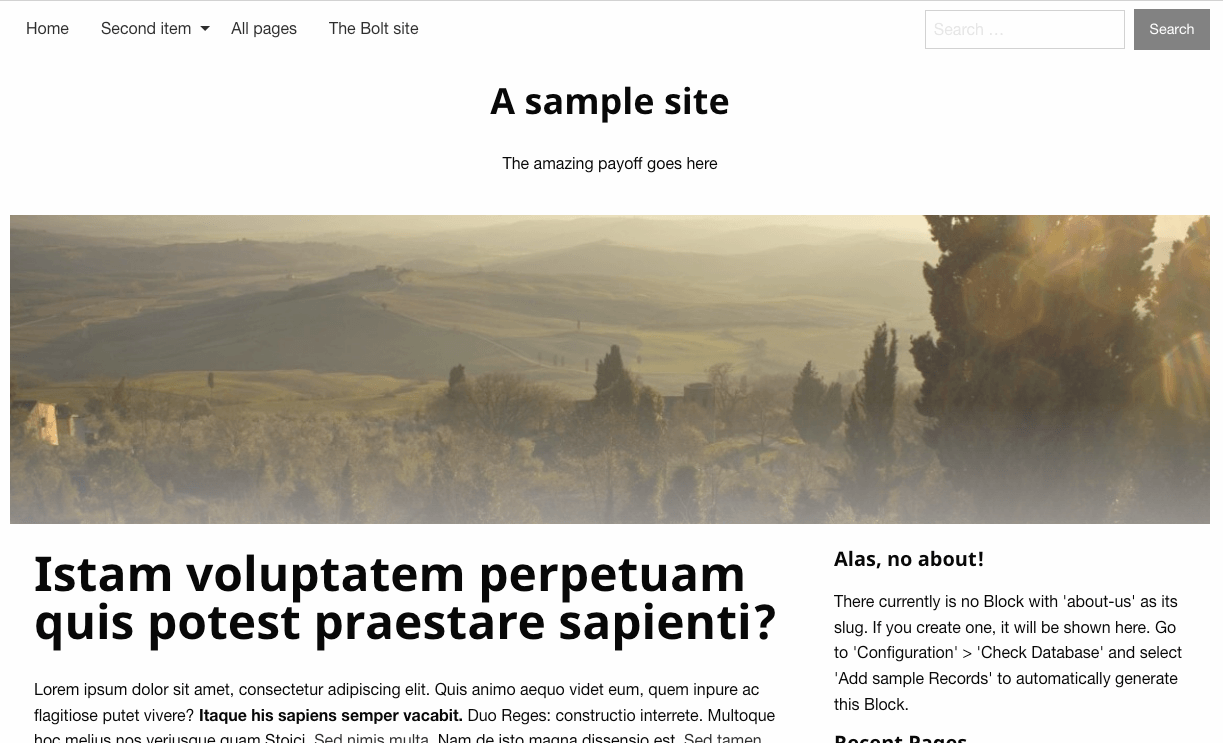 Home Second item All pages The Bolt site Search … Search
A sample site
The amazing payoff goes here
Istam voluptatem perpetuam
quis potest praestare sapienti?
Lorem ipsum dolor sit amet, consectetur adipiscing elit. Quis animo aequo videt eum, quem inpure ac
flagitiose putet vivere? Itaque his sapiens semper vacabit. Duo Reges: constructio interrete. Multoque
hoc melius nos veriusque quam Stoici. Sed nimis multa. Nam de isto magna dissensio est. Sed tamen
Alas, no about!
There currently is no Block with 'about-us' as its
slug. If you create one, it will be shown here. Go
to 'Configuration' > 'Check Database' and select
'Add sample Records' to automatically generate
this Block.
Recent Pages